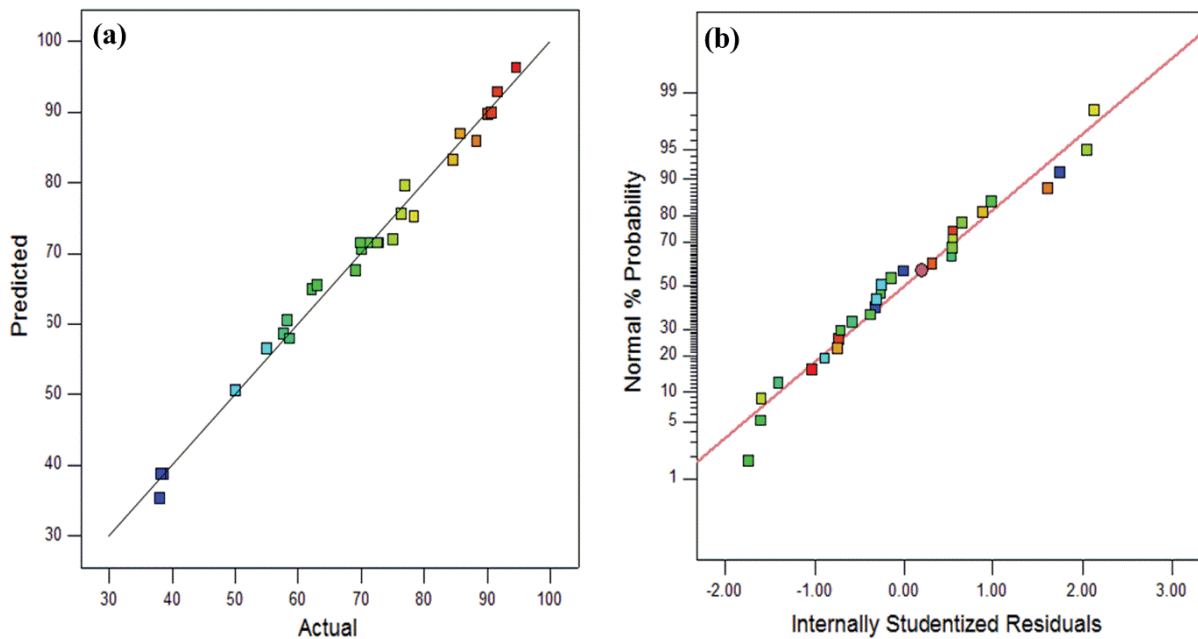 (a)
100
90
80
70
60
50
40
30
Predicted
30 40 50 60 70 80 90 100
Actual
(b)
99
95
90
80
70
50
30
20
10
5
1
Normal % Probability
-2.00 -1.00 0.00 1.00 2.00 3.00
Internally Studentized Residuals